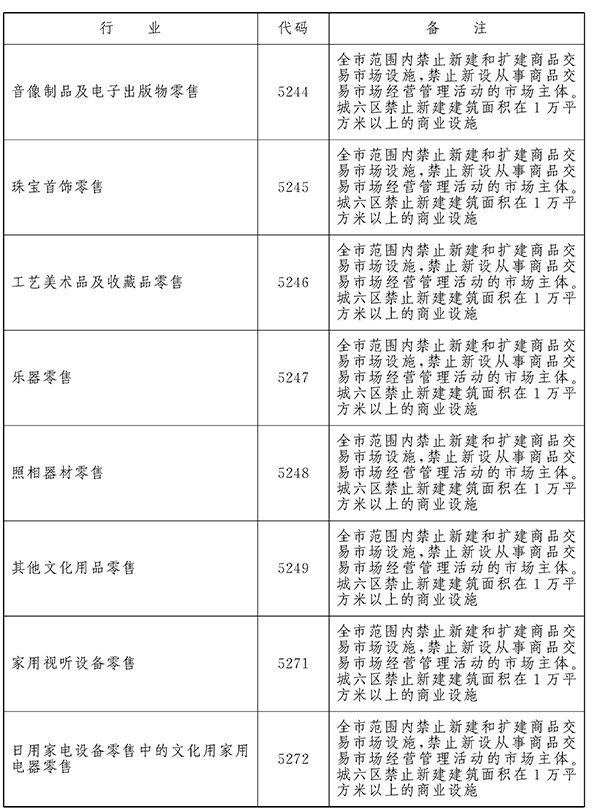 行 业 代码 备 注
音像制品及电子出版物零售 5244
全市范围内禁止新建和扩建商品交
易市场设施,禁止新设从事商品交
易市场经营管理活动的市场主体。
城六区禁止新建建筑面积在1万平
方米以上的商业设施
珠宝首饰零售 5245
全市范围内禁止新建和扩建商品交
易市场设施,禁止新设从事商品交
易市场经营管理活动的市场主体。
城六区禁止新建建筑面积在1万平
方米以上的商业设施
工艺美术品及收藏品零售 5246
全市范围内禁止新建和扩建商品交
易市场设施,禁止新设从事商品交
易市场经营管理活动的市场主体。
城六区禁止新建建筑面积在1万平
方米以上的商业设施
乐器零售 5247
全市范围内禁止新建和扩建商品交
易市场设施,禁止新设从事商品交
易市场经营管理活动的市场主体。
城六区禁止新建建筑面积在1万平
方米以上的商业设施
照相器材零售 5248
全市范围内禁止新建和扩建商品交
易市场设施,禁止新设从事商品交
易市场经营管理活动的市场主体。
城六区禁止新建建筑面积在1万平
方米以上的商业设施
其他文化用品零售 5249
全市范围内禁止新建和扩建商品交
易市场设施,禁止新设从事商品交
易市场经营管理活动的市场主体。
城六区禁止新建建筑面积在1万平
方米以上的商业设施
家用视听设备零售 5271
全市范围内禁止新建和扩建商品交
易市场设施,禁止新设从事商品交
易市场经营管理活动的市场主体。
城六区禁止新建建筑面积在1万平
方米以上的商业设施
日用家电设备零售中的文化用家用
电器零售 5272
全市范围内禁止新建和扩建商品交
易市场设施,禁止新设从事商品交
易市场经营管理活动的市场主体。
城六区禁止新建建筑面积在1万平
方米以上的商业设施